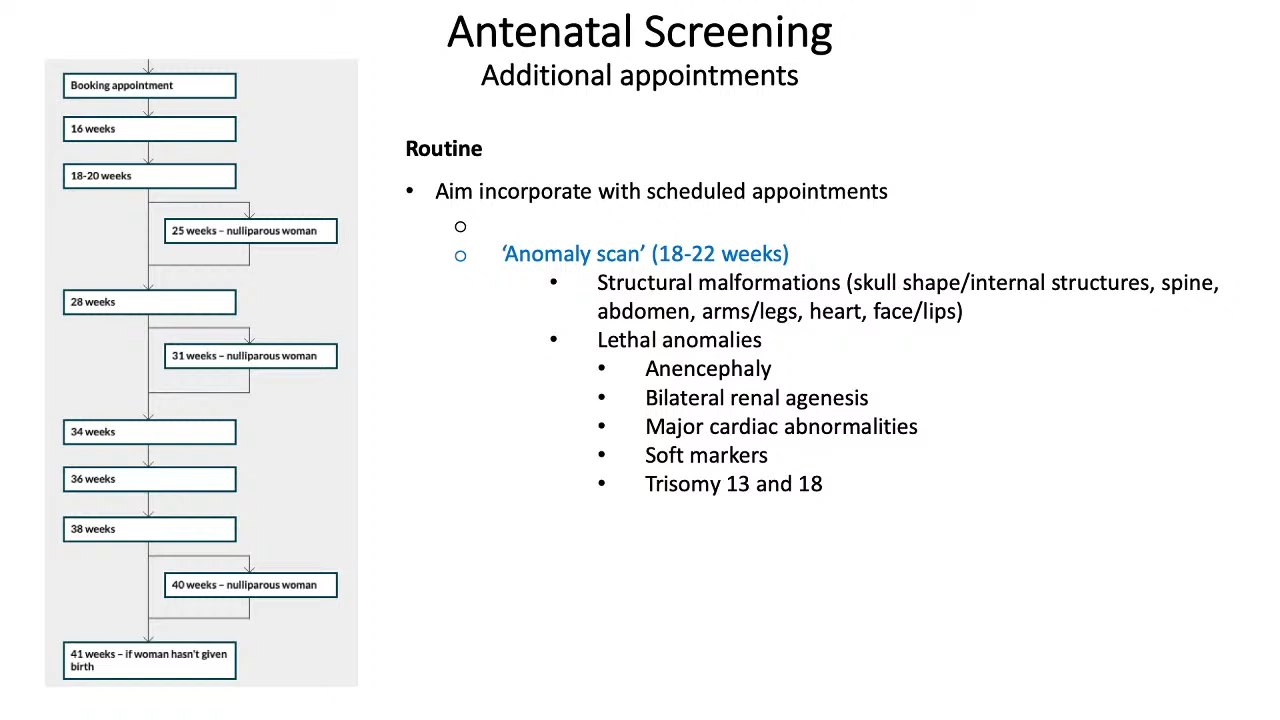 Antenatal Screening
Additional appointments
Booking appointment
16 weeks
18-20 weeks
25 weeks – nulliparous woman
28 weeks
31 weeks – nulliparous woman
34 weeks
36 weeks
38 weeks
40 weeks – nulliparous woman
41 weeks – if woman hasn't given
birth
Routine
• Aim incorporate with scheduled appointments
○
○ ‘Anomaly scan’ (18-22 weeks)
• Structural malformations (skull shape/internal structures, spine,
abdomen, arms/legs, heart, face/lips)
• Lethal anomalies
• Anencephaly
• Bilateral renal agenesis
• Major cardiac abnormalities
• Soft markers
• Trisomy 13 and 18